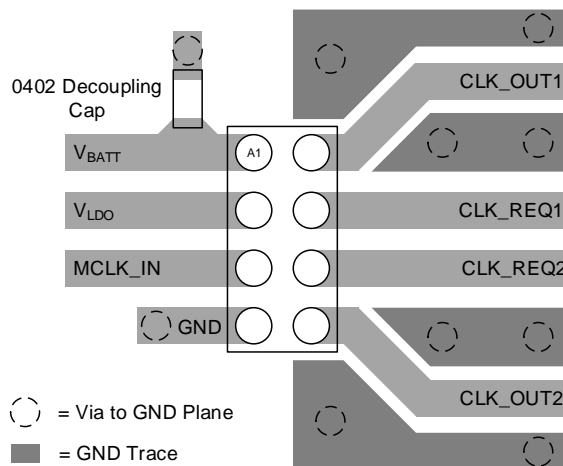 0402 Decoupling
Cap
CLK_OUT1
VBATT
A1
VLDO
CLK_REQ1
MCLK_IN
CLK_REQ2
GND
CLK_OUT2
= Via to GND Plane
= GND Trace